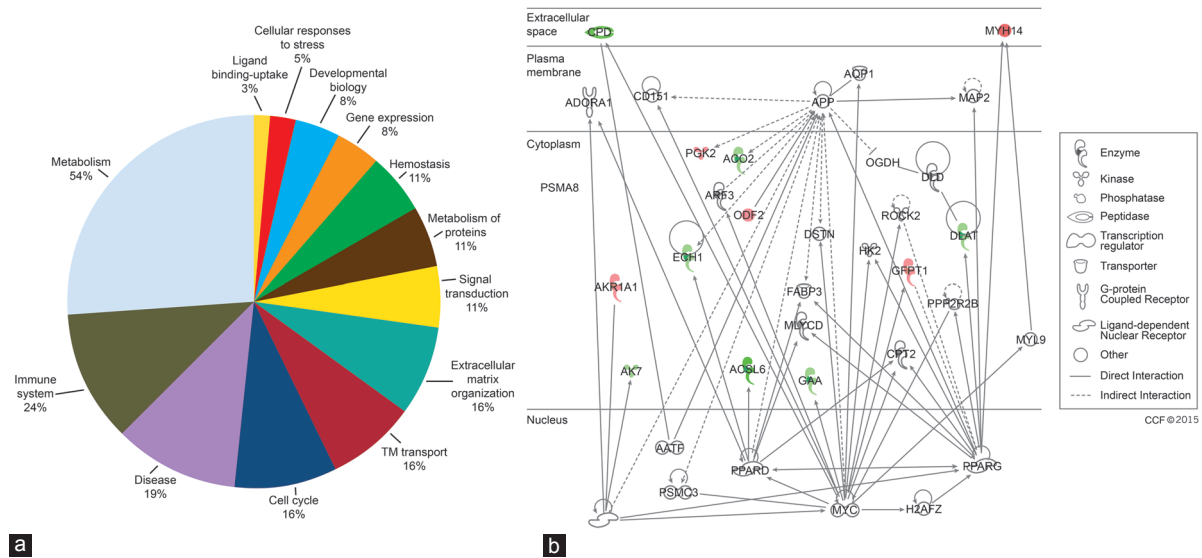 Cellular responses
to stress
5%
Ligand
binding-uptake
3%
Developmental
biology
8%
Gene expression
8%
Metabolism
54%
Hemostasis
11%
Metabolism of
proteins
11%
Signal
transduction
11%
Extracellular
matrix
organization
16%
Immune
system
24%
TM transport
16%
Disease
19%
Cell cycle
16%
a
Extracellular
space
CPD
MYH14
Plasma
membrane
AQP1
CD151
ADORA1
APP
MAP2
Cytoplasm
PGK2
ACO2
OGDH
PSMA8
DLD
ARF3
ODF2
ROCK2
DSTN
DLAT
HK2
ECH1
GFPT1
AKR1A1
FABP3
PPP2R2B
MLYCD
MYL9
CPT2
AK7
ACSL6
GAA
Nucleus
AATF
PPARD
PPARG
PSMC3
MYC
H2AFZ
Enzyme
Kinase
Phosphatase
Peptidase
Transcription
regulator
Transporter
G-protein
Coupled Receptor
Ligand-dependent
Nuclear Receptor
Other
Direct Interaction
Indirect Interaction
CCF ©2015
b